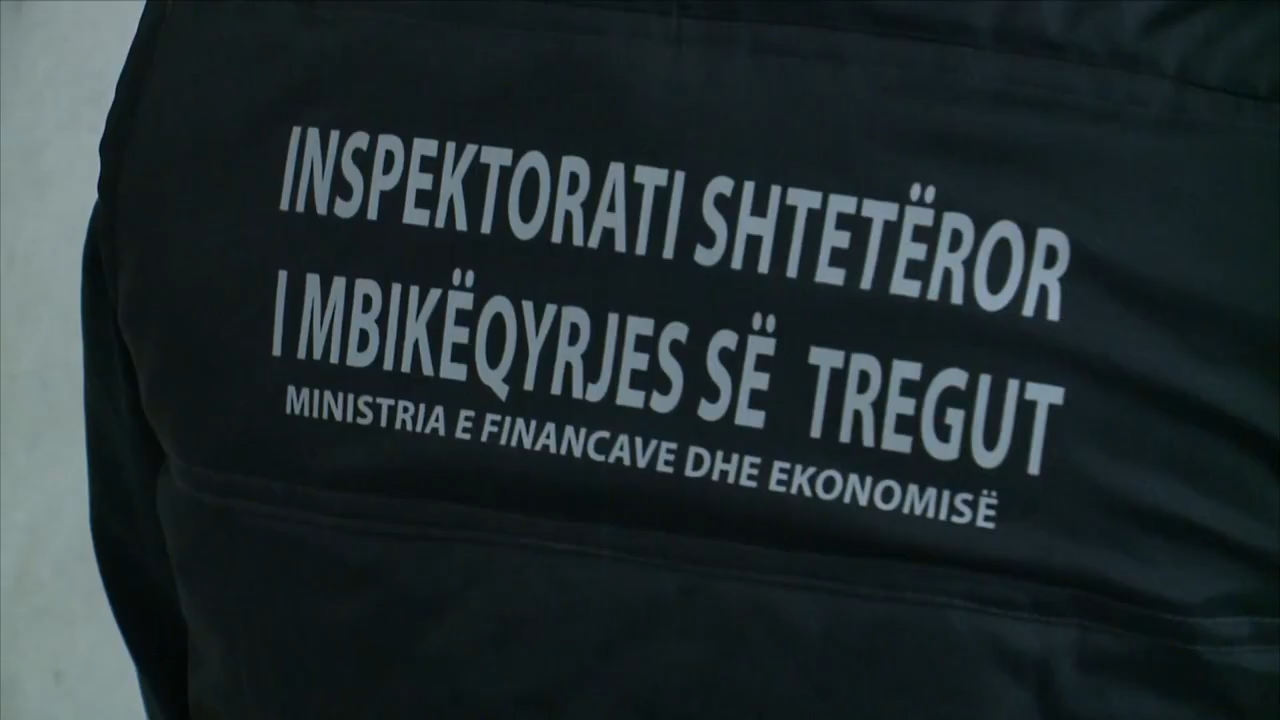 INSPEKTORATI SHTETËROR
I MBIKËQYRJES SË TREGUT
MINISTRIA E FINANCAVE DHE EKONOMISË